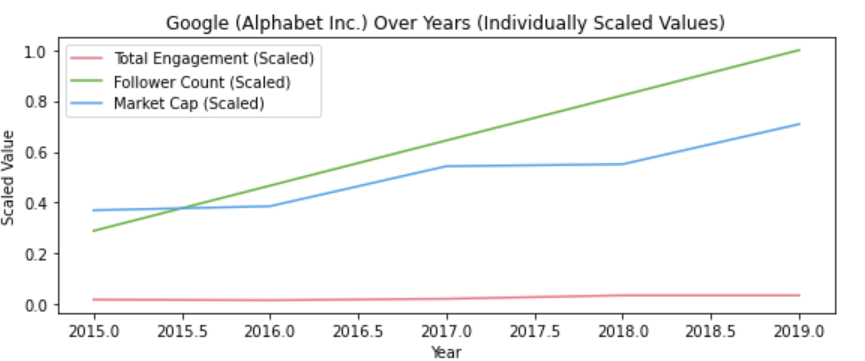 Google (Alphabet Inc.) Over Years (Individually Scaled Values)
Total Engagement (Scaled)
Follower Count (Scaled)
Market Cap (Scaled)
Scaled Value
1.0
0.8
0.6
0.4
0.2
0.0
2015.0 2015.5 2016.0 2016.5 2017.0 2017.5 2018.0 2018.5 2019.0
Year